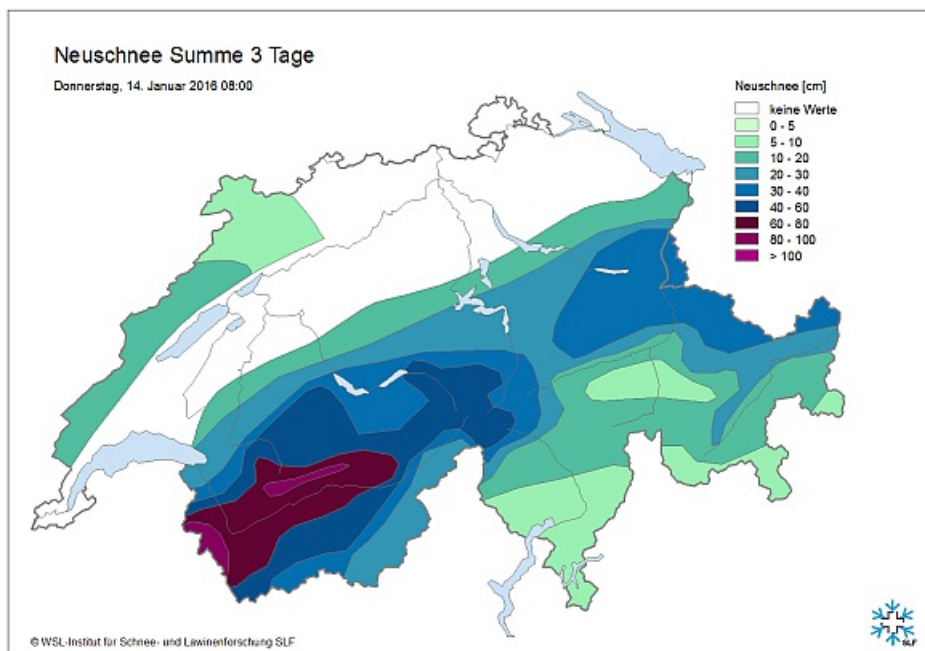 Neuschnee Summe 3 Tage
Donnerstag, 14. Januar 2016 08:00
Neuschnee [cm]
keine Werte
0 - 5
5 - 10
10 - 20
20 - 30
30 - 40
40 - 60
60 - 80
80 - 100
> 100
© WSL-Institut für Schnee- und Lawinenforschung SLF
SLF